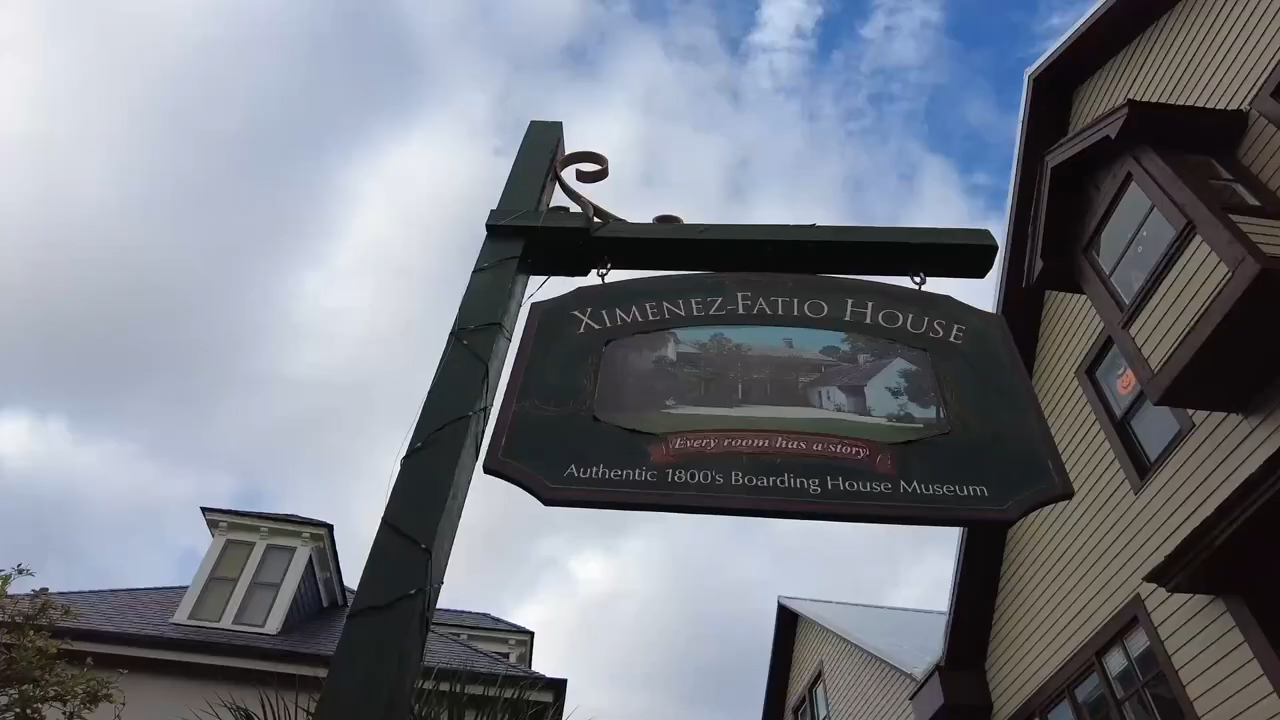 XIMENEZ-FATIO HOUSE
Every room has a story
Authentic 1800's Boarding House Museum